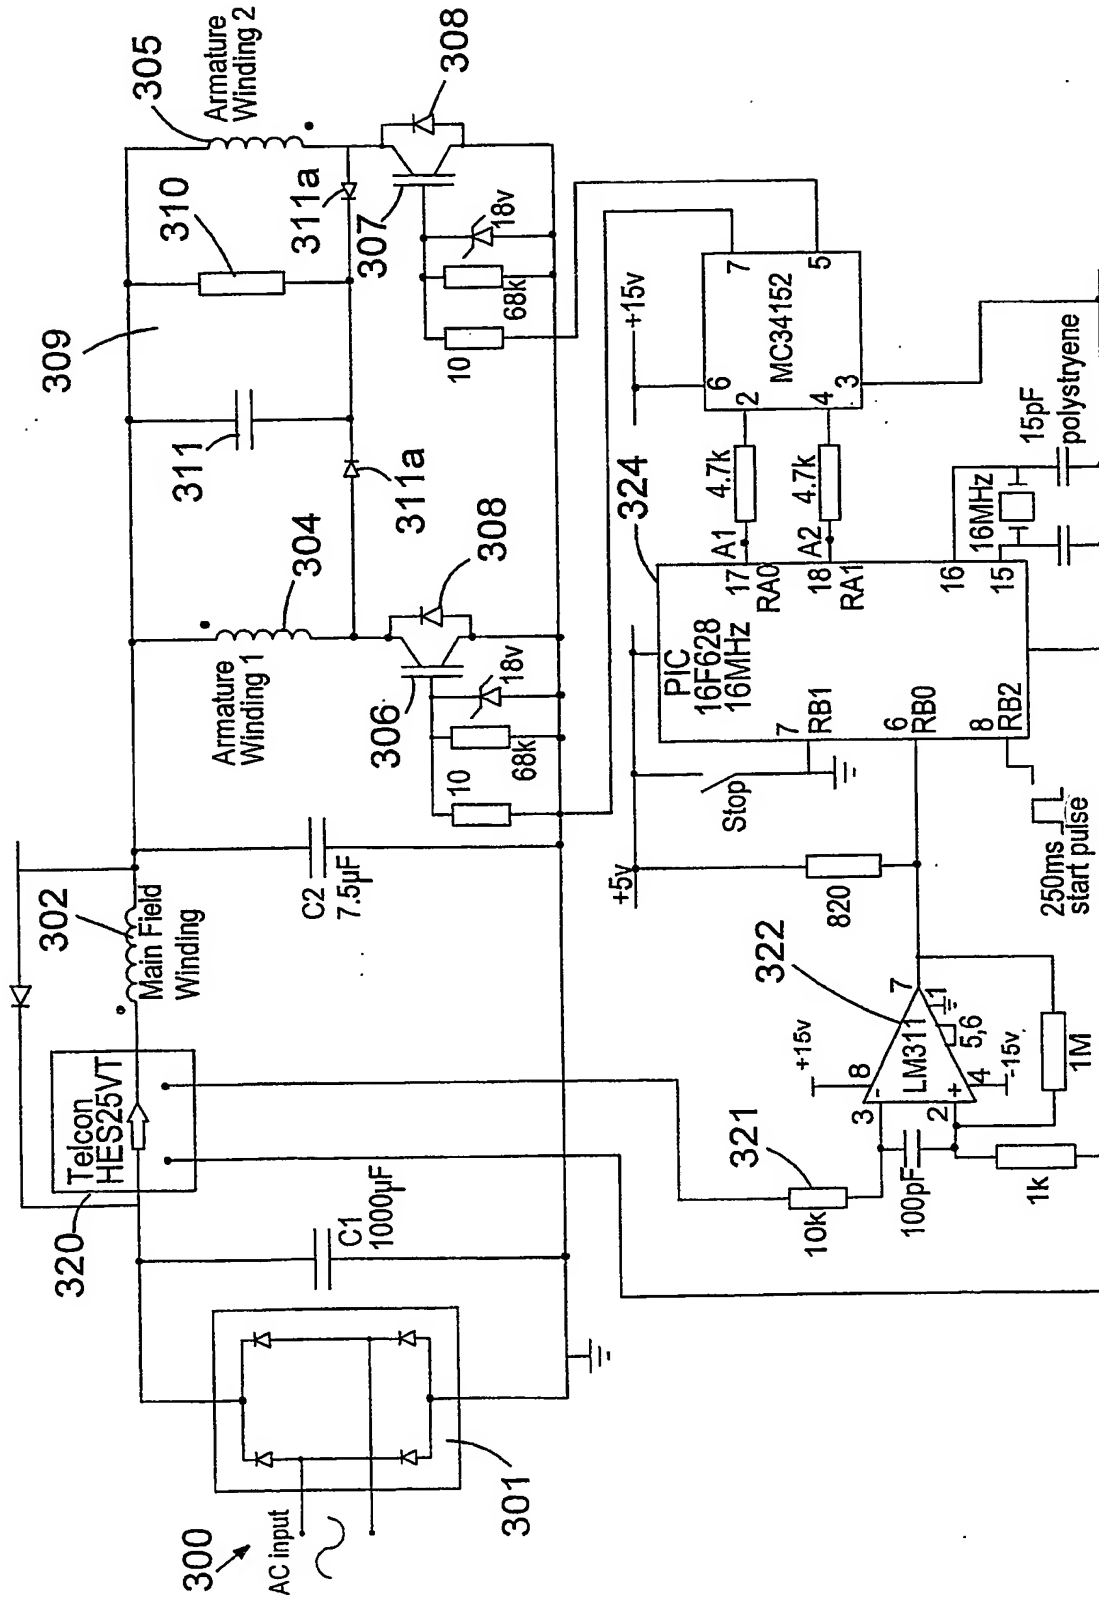 300
AC input
301
320
Telcon
HES25VT
C1
1000µF
302
Main Field
Winding
C2
7.5µF
Armature
Winding 1
304
306
308
10
68k
18v
311
311a
309
310
311a
305
Armature
Winding 2
307
308
10
68k
18v
321
10k
100pF
1k
3
2
-
+
+15v
8
LM311
4
-15v
5,6
1
7
322
1M
820
+5v
Stop
250ms
start pulse
324
PIC
16F628
16MHz
7
RB1
6
RB0
8
RB2
17
RA0
18
RA1
16
15
A1
A2
4.7k
4.7k
16MHz
15pF
polystryene
+15v
6
2
4
3
MC34152
7
5